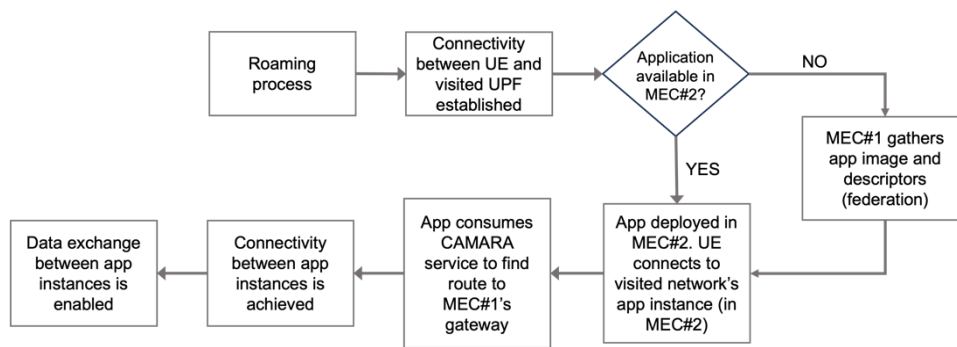 Roaming
process
Connectivity
between UE and
visited UPF
established
Application
available in
MEC#2?
NO
YES
MEC#1 gathers
app image and
descriptors
(federation)
App deployed in
MEC#2. UE
connects to
visited network's
app instance (in
MEC#2)
App consumes
CAMARA
service to find
route to
MEC#1's
gateway
Connectivity
between app
instances is
achieved
Data exchange
between app
instances is
enabled